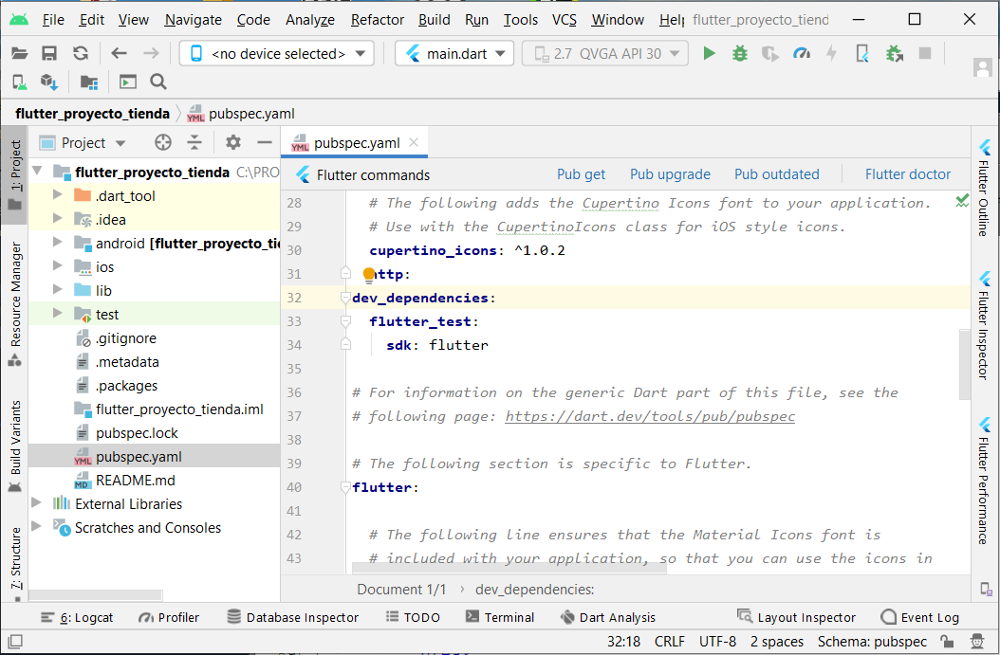 File Edit View Navigate Code Analyze Refactor Build Run Tools VCS Window Help flutter_proyecto_tiend
<no device selected> main.dart 2.7 QVGA API 30
flutter_proyecto_tienda pubspec.yaml
Project pubspec.yaml
1: Project
Resource Manager
Build Variants
7: Structure
flutter_proyecto_tienda C:\PRO
.dart_tool
.idea
android [flutter_proyecto_ti
ios
lib
test
.gitignore
.metadata
.packages
flutter_proyecto_tienda.iml
pubspec.lock
YML pubspec.yaml
MD README.md
External Libraries
Scratches and Consoles
Flutter commands Pub get Pub upgrade Pub outdated Flutter doctor
28 # The following adds the Cupertino Icons font to your application.
29 # Use with the CupertinoIcons class for iOS style icons.
30 cupertino_icons: ^1.0.2
31 http:
32 dev_dependencies:
33 flutter_test:
34 sdk: flutter
35
36 # For information on the generic Dart part of this file, see the
37 # following page: https://dart.dev/tools/pub/pubspec
38
39 # The following section is specific to Flutter.
40 flutter:
41
42 # The following line ensures that the Material Icons font is
43 # included with your application, so that you can use the icons in
Document 1/1 › dev_dependencies:
Flutter Outline
Flutter Inspector
Flutter Performance
6: Logcat Profiler Database Inspector TODO Terminal Dart Analysis Layout Inspector Event Log
32:18 CRLF UTF-8 2 spaces Schema: pubspec